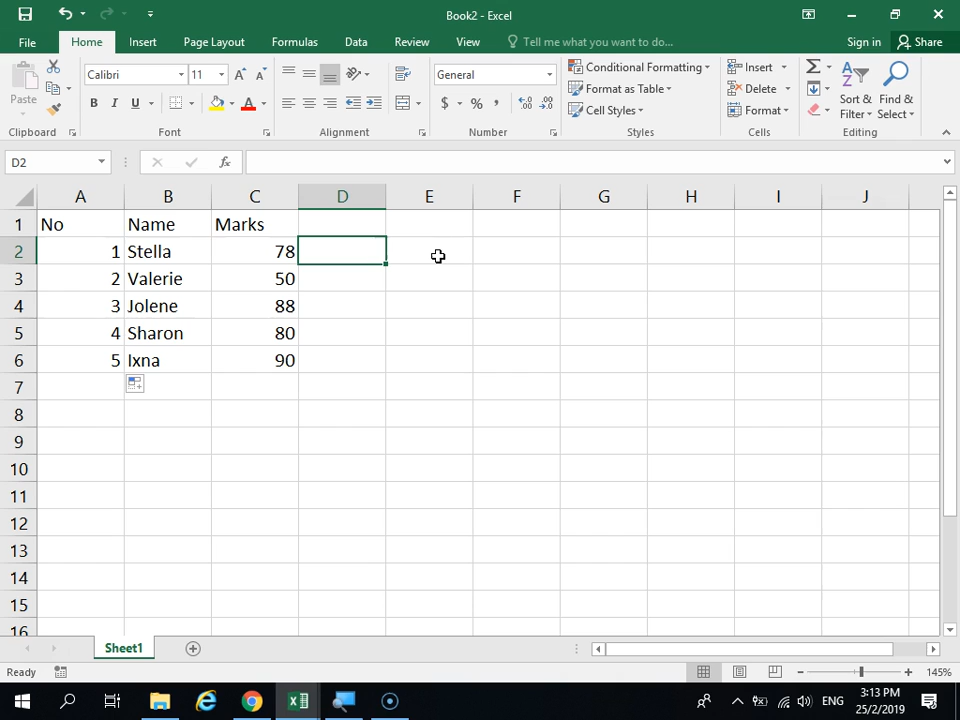 Book2 - Excel
File Home Insert Page Layout Formulas Data Review View Tell me what you want to do... Sign in Share
Calibri 11 General Conditional Formatting Insert Σ
Paste B I U A $ % , Format as Table Delete Sort & Filter Find & Select
Cell Styles Format
Clipboard Font Alignment Number Styles Cells Editing
D2 fx
A B C D E F G H I J
1 No Name Marks
2 1 Stella 78
3 2 Valerie 50
4 3 Jolene 88
5 4 Sharon 80
6 5 Ixna 90
7
8
9
10
11
12
13
14
15
16
Sheet1
Ready 145%
ENG 3:13 PM
25/2/2019